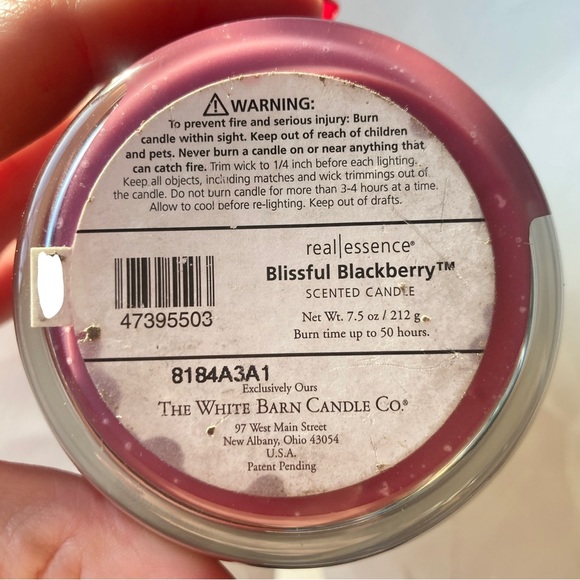 WARNING:
To prevent fire and serious injury: Burn
candle within sight. Keep out of reach of children
and pets. Never burn a candle on or near anything that
can catch fire. Trim wick to 1/4 inch before each lighting.
Keep all objects, including matches and wick trimmings out of
the candle. Do not burn candle for more than 3-4 hours at a time.
Allow to cool before re-lighting. Keep out of drafts.
real|essence®
Blissful Blackberry™
SCENTED CANDLE
47395503
Net Wt. 7.5 oz / 212 g
Burn time up to 50 hours.
8184A3A1
Exclusively Ours
THE WHITE BARN CANDLE CO.®
97 West Main Street
New Albany, Ohio 43054
U.S.A.
Patent Pending